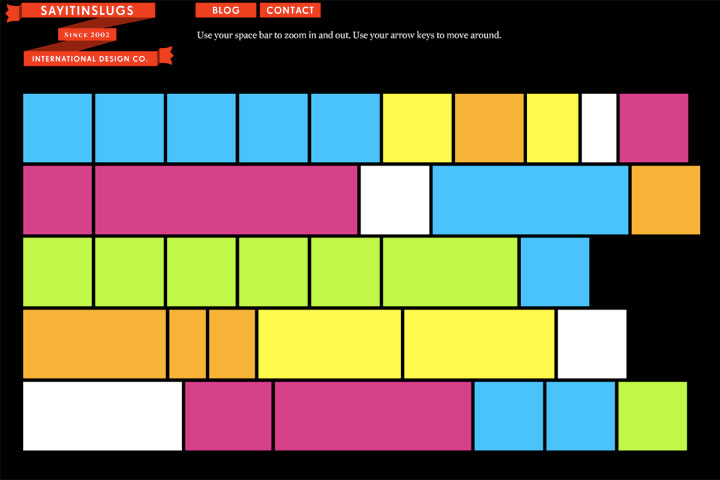 SAYITINSLUGS
SINCE 2002
INTERNATIONAL DESIGN CO.
BLOG
CONTACT
Use your space bar to zoom in and out. Use your arrow keys to move around.